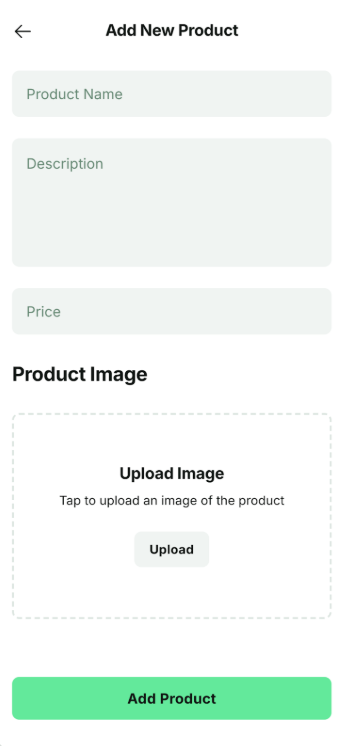 Add New Product
Product Name
Description
Price
Product Image
Upload Image
Tap to upload an image of the product
Upload
Add Product